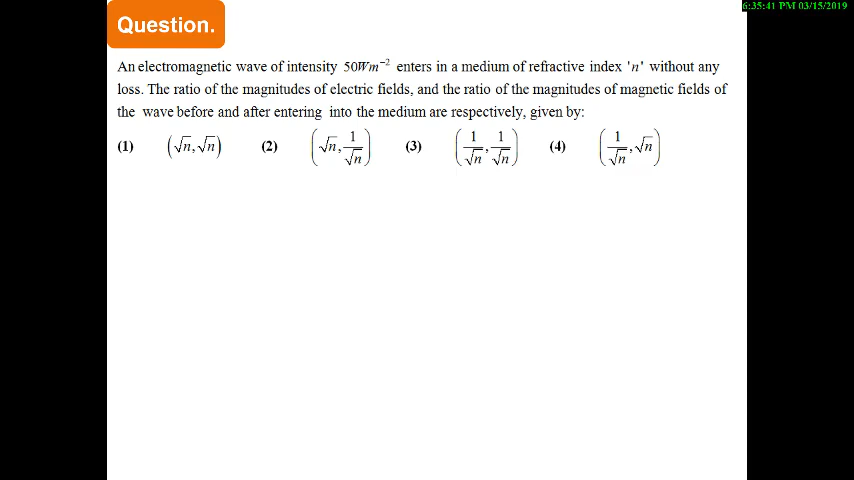 6:35:41 PM 03/15/2019
Question.
An electromagnetic wave of intensity 50Wm⁻² enters in a medium of refractive index 'n' without any
loss. The ratio of the magnitudes of electric fields, and the ratio of the magnitudes of magnetic fields of
the wave before and after entering into the medium are respectively, given by:
(1) (√n, √n) (2) (√n, 1/√n) (3) (1/√n, 1/√n) (4) (1/√n, √n)